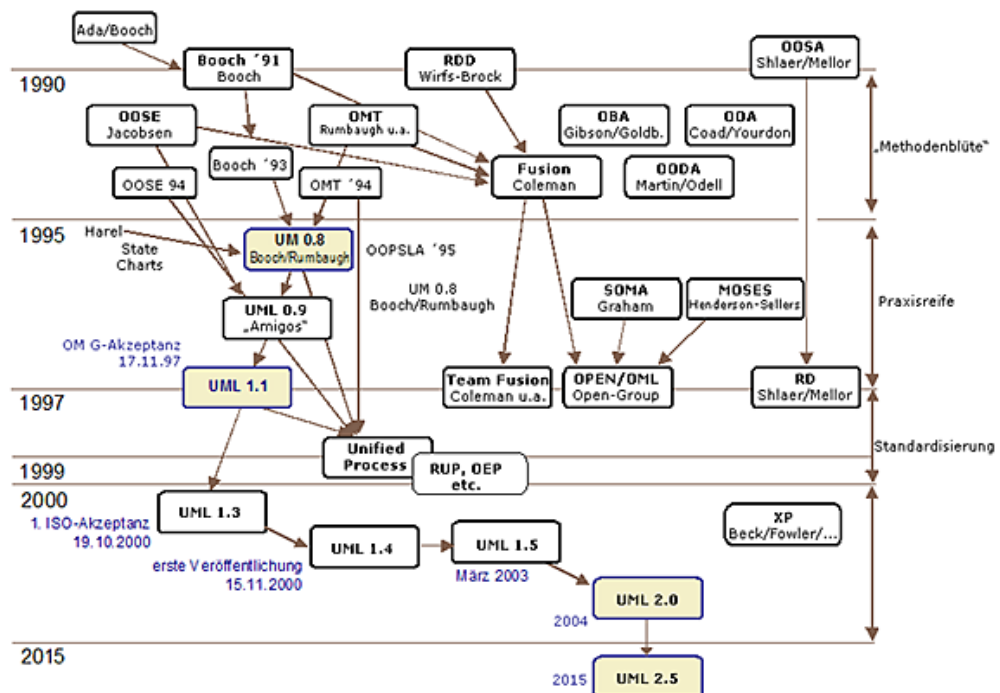 Ada/Booch
Booch ´91
Booch
RDD
Wirfs-Brock
OOSA
Shlaer/Mellor
1990
OOSE
Jacobsen
OMT
Rumbaugh u.a.
OBA
Gibson/Goldb.
OOA
Coad/Yourdon
„Methodenblüte“
Booch ´93
OOSE 94
OMT ´94
Fusion
Coleman
OODA
Martin/Odell
1995
Harel
State
Charts
UM 0.8
Booch/Rumbaugh
OOPSLA ´95
UM 0.8
Booch/Rumbaugh
SOMA
Graham
MOSES
Henderson-Sellers
Praxisreife
UML 0.9
„Amigos“
OM G-Akzeptanz
17.11.97
UML 1.1
Team Fusion
Coleman u.a.
OPEN/OML
Open-Group
RD
Shlaer/Mellor
1997
Unified
Process
Standardisierung
1999
RUP, OEP
etc.
2000
1. ISO-Akzeptanz
19.10.2000
UML 1.3
XP
Beck/Fowler/...
erste Veröffentlichung
15.11.2000
UML 1.4
UML 1.5
März 2003
2004
UML 2.0
2015
2015
UML 2.5